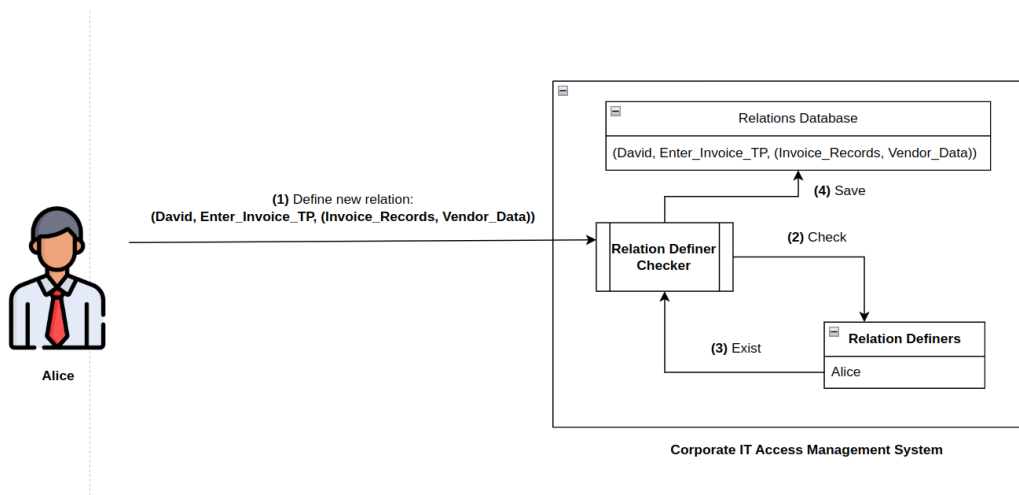 Relations Database
(David, Enter_Invoice_TP, (Invoice_Records, Vendor_Data))
(4) Save
(1) Define new relation:
(David, Enter_Invoice_TP, (Invoice_Records, Vendor_Data))
(2) Check
Relation Definer
Checker
Relation Definers
(3) Exist
Alice
Alice
Corporate IT Access Management System